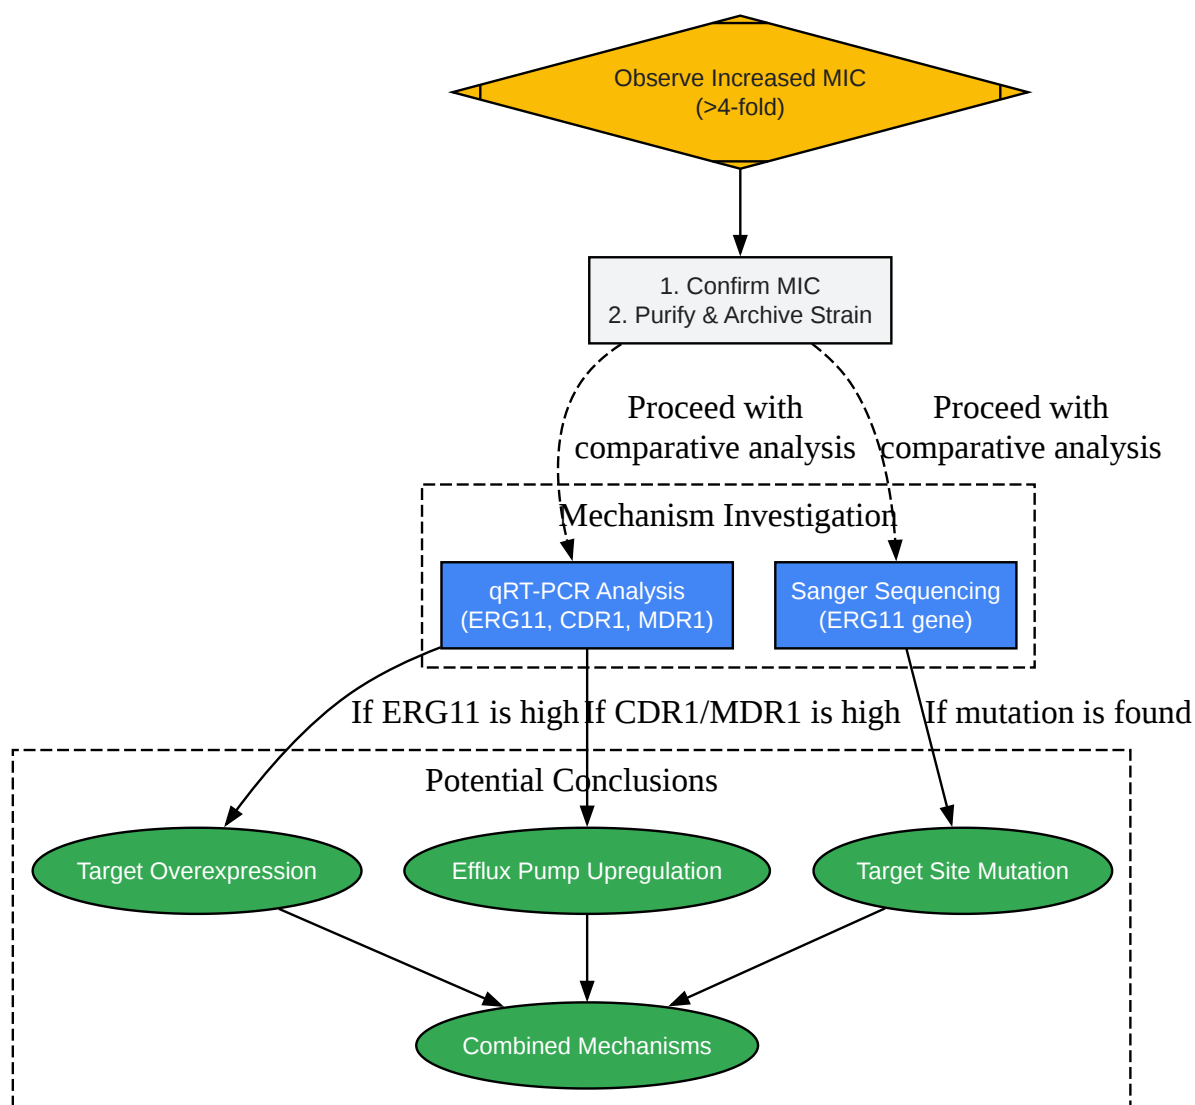 Observe Increased MIC
(>4-fold)
1. Confirm MIC
2. Purify & Archive Strain
Proceed with
comparative analysis
Proceed with
comparative analysis
Mechanism Investigation
qRT-PCR Analysis
(ERG11, CDR1, MDR1)
Sanger Sequencing
(ERG11 gene)
If ERG11 is high
If CDR1/MDR1 is high
If mutation is found
Potential Conclusions
Target Overexpression
Efflux Pump Upregulation
Target Site Mutation
Combined Mechanisms